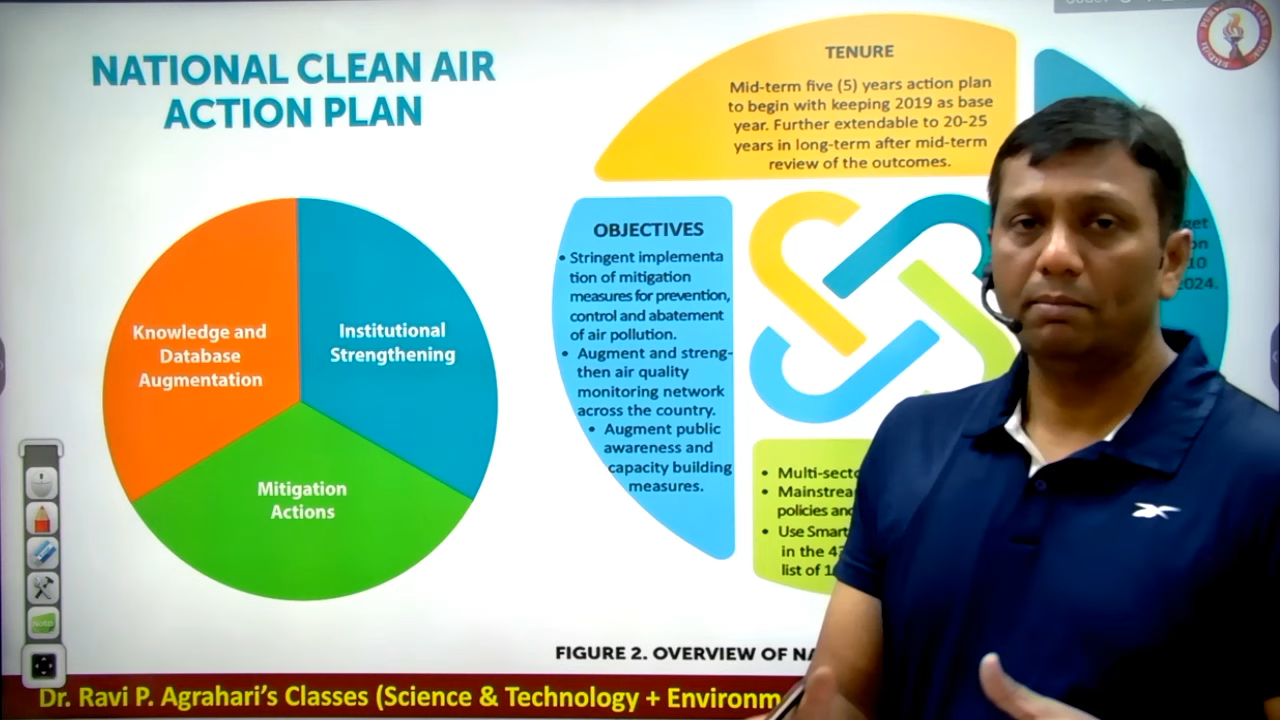 NATIONAL CLEAN AIR
ACTION PLAN
Knowledge and
Database
Augmentation
Institutional
Strengthening
Mitigation
Actions
TENURE
Mid-term five (5) years action plan
to begin with keeping 2019 as base
year. Further extendable to 20-25
years in long-term after mid-term
review of the outcomes.
OBJECTIVES
• Stringent implementa
tion of mitigation
measures for prevention,
control and abatement
of air pollution.
• Augment and streng-
then air quality
monitoring network
across the country.
• Augment public
awareness and
capacity building
measures.
get
on
10
2024.
• Multi-secto
• Mainstrea
policies and
• Use Smart
in the 4
list of 1
FIGURE 2. OVERVIEW OF NA
Dr. Ravi P. Agrahari's Classes (Science & Technology + Environm